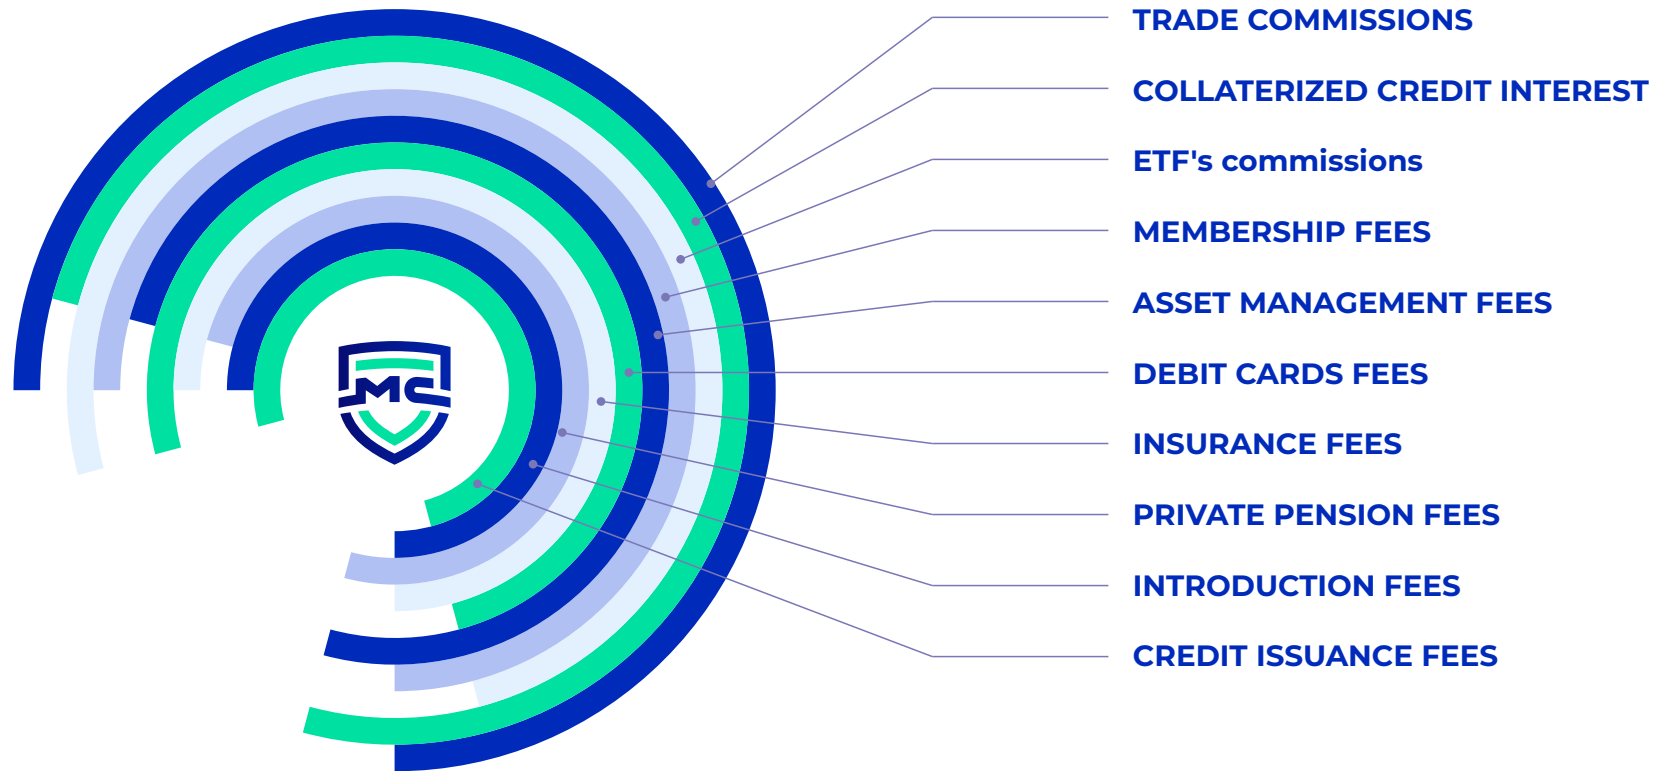 TRADE COMMISSIONS
COLLATERIZED CREDIT INTEREST
ETF's commissions
MEMBERSHIP FEES
ASSET MANAGEMENT FEES
DEBIT CARDS FEES
INSURANCE FEES
PRIVATE PENSION FEES
INTRODUCTION FEES
CREDIT ISSUANCE FEES
MC